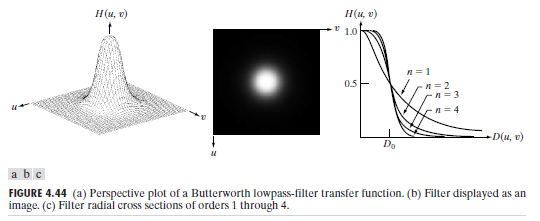 H(u, v)
u
v
v
u
H(u, v)
1.0
0.5
n = 1
n = 2
n = 3
n = 4
D₀
D(u, v)
a b c
FIGURE 4.44 (a) Perspective plot of a Butterworth lowpass-filter transfer function. (b) Filter displayed as an
image. (c) Filter radial cross sections of orders 1 through 4.